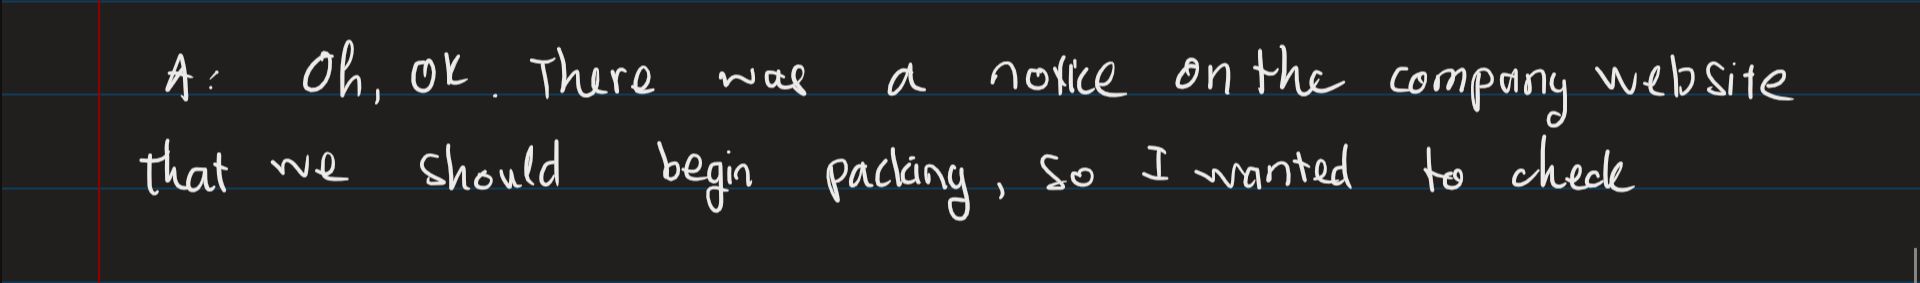 A: Oh, OK. There was a notice on the company website
that we should begin packing, so I wanted to check